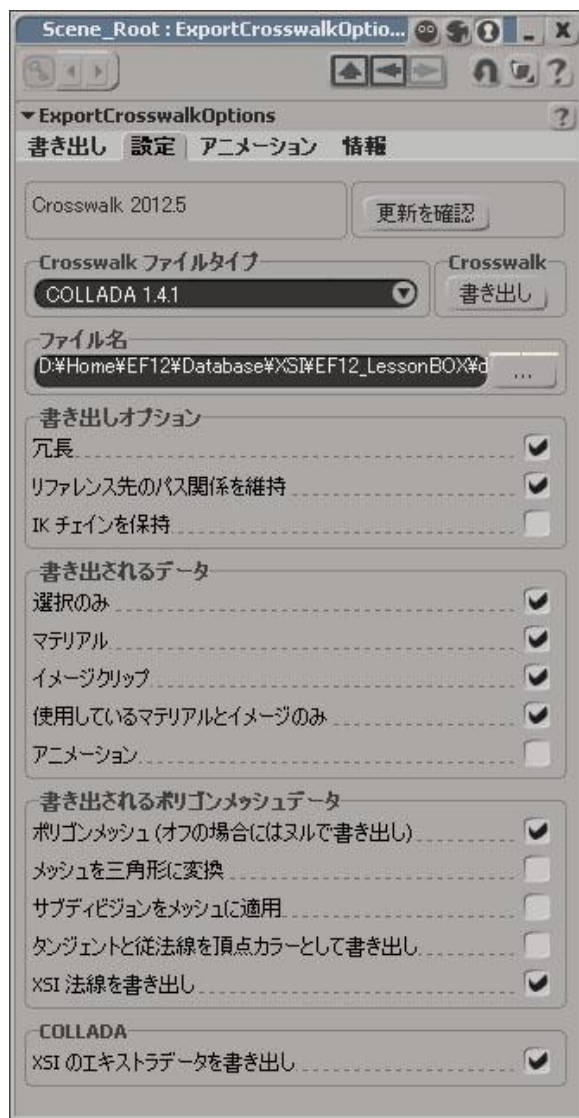 Scene_Root : ExportCrosswalkOptio...
ExportCrosswalkOptions
書き出し 設定 アニメーション 情報
Crosswalk 2012.5
更新を確認
Crosswalk ファイルタイプ
Crosswalk
COLLADA 1.4.1
書き出し
ファイル名
D:¥Home¥EF12¥Database¥XSI¥EF12_LessonBOX¥d
...
書き出しオプション
冗長
リファレンス先のパス関係を維持
IK チェインを保持
書き出されるデータ
選択のみ
マテリアル
イメージクリップ
使用しているマテリアルとイメージのみ
アニメーション
書き出されるポリゴンメッシュデータ
ポリゴンメッシュ (オフの場合にはヌルで書き出し)
メッシュを三角形に変換
サブディビジョンをメッシュに適用
タンジェントと従法線を頂点カラーとして書き出し
XSI 法線を書き出し
COLLADA
XSI のエキストラデータを書き出し